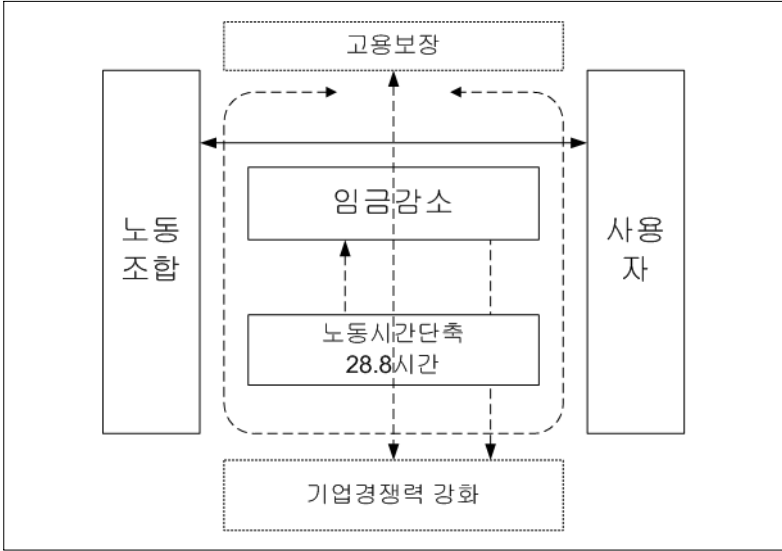 고용보장
노동
조합
임금감소
사용
자
노동시간단축
28.8시간
기업경쟁력 강화